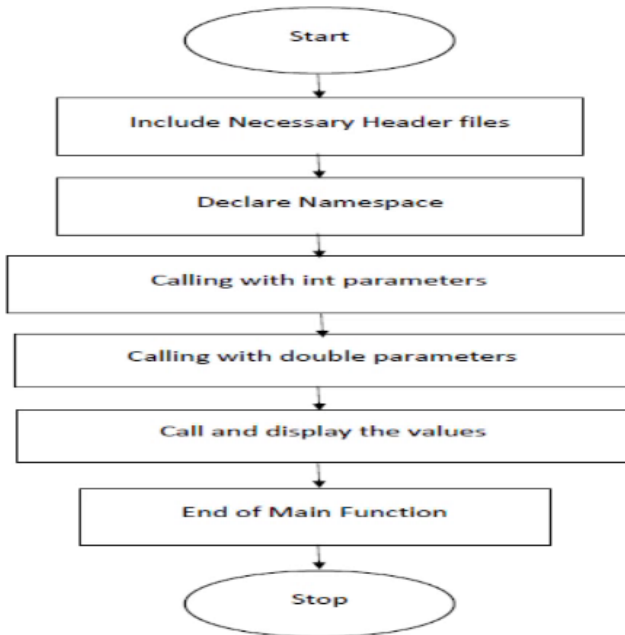 Start
Include Necessary Header files
Declare Namespace
Calling with int parameters
Calling with double parameters
Call and display the values
End of Main Function
Stop